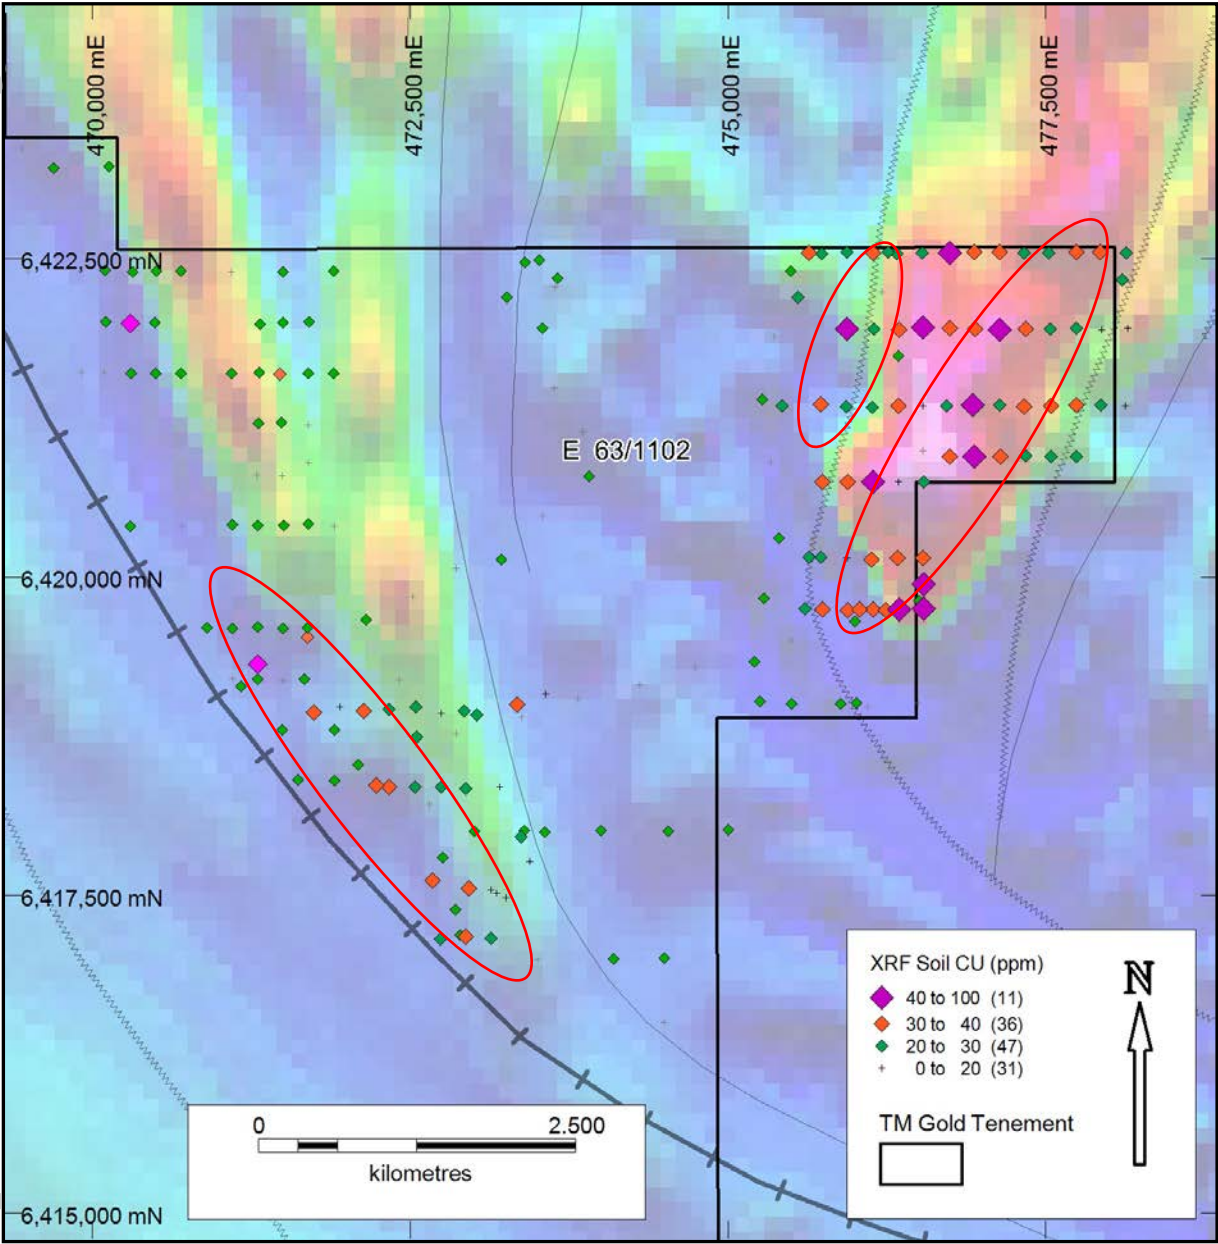 470,000 mE
472,500 mE
475,000 mE
477,500 mE
6,422,500 mN
E 63/1102
6,420,000 mN
6,417,500 mN
6,415,000 mN
XRF Soil CU (ppm)
40 to 100 (11)
30 to 40 (36)
20 to 30 (47)
0 to 20 (31)
TM Gold Tenement
N
0 2.500
kilometres